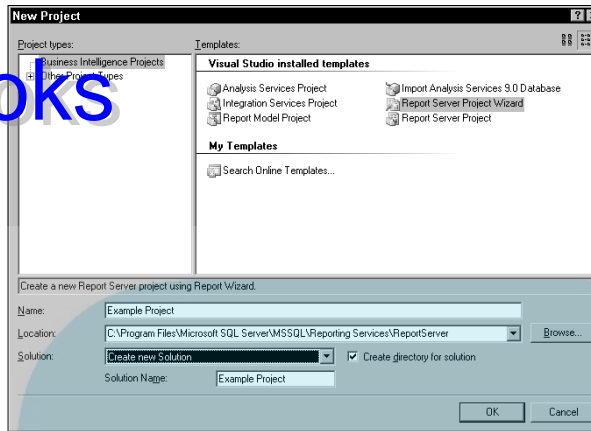 New Project
Project types:
Templates:
Business Intelligence Projects
Other Project Types
oks
Visual Studio installed templates
Analysis Services Project
Import Analysis Services 9.0 Database
Integration Services Project
Report Server Project Wizard
Report Model Project
Report Server Project
My Templates
Search Online Templates...
Create a new Report Server project using Report Wizard.
Name:
Example Project
Location:
C:\Program Files\Microsoft SQL Server\MSSQL\Reporting Services\ReportServer
Browse...
Solution:
Create new Solution
Create directory for solution
Solution Name:
Example Project
OK
Cancel